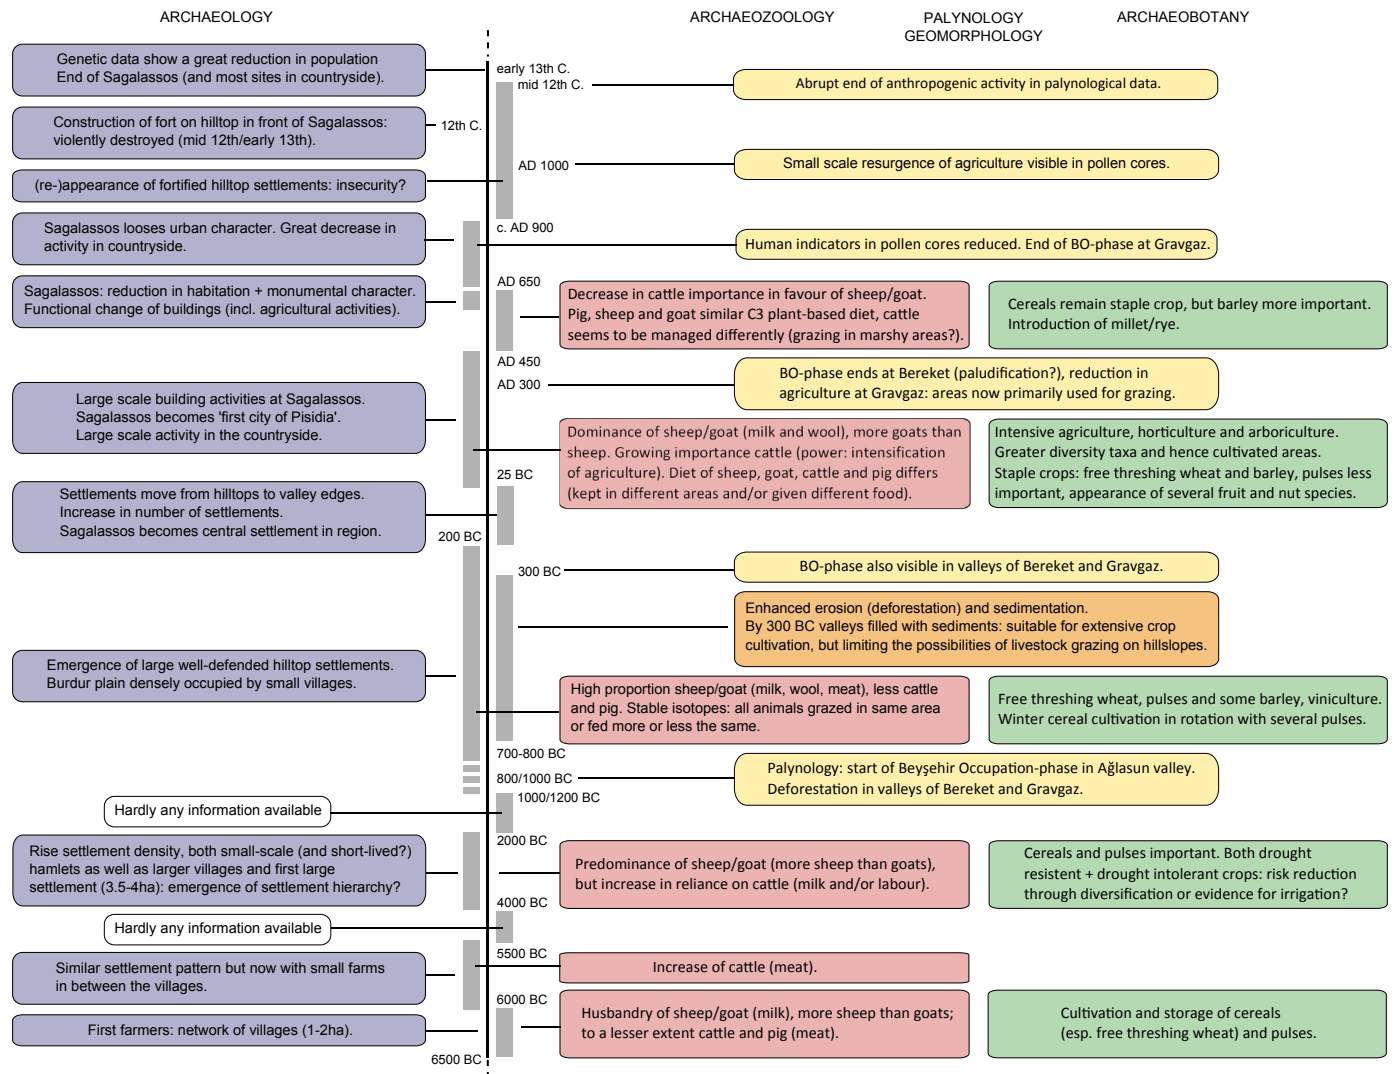 ARCHAEOLOGY
ARCHAEOZOOLOGY
PALYNOLOGY
GEOMORPHOLOGY
ARCHAEOBOTANY
Genetic data show a great reduction in population
End of Sagalassos (and most sites in countryside).
early 13th C.
mid 12th C.
Abrupt end of anthropogenic activity in palynological data.
Construction of fort on hilltop in front of Sagalassos:
violently destroyed (mid 12th/early 13th).
12th C.
AD 1000
Small scale resurgence of agriculture visible in pollen cores.
(re-)appearance of fortified hilltop settlements: insecurity?
Sagalassos looses urban character. Great decrease in
activity in countryside.
c. AD 900
Human indicators in pollen cores reduced. End of BO-phase at Gravgaz.
AD 650
Sagalassos: reduction in habitation + monumental character.
Functional change of buildings (incl. agricultural activities).
Decrease in cattle importance in favour of sheep/goat.
Pig, sheep and goat similar C3 plant-based diet, cattle
seems to be managed differently (grazing in marshy areas?).
Cereals remain staple crop, but barley more important.
Introduction of millet/rye.
AD 450
AD 300
BO-phase ends at Bereket (paludification?), reduction in
agriculture at Gravgaz: areas now primarily used for grazing.
Large scale building activities at Sagalassos.
Sagalassos becomes 'first city of Pisidia'.
Large scale activity in the countryside.
Dominance of sheep/goat (milk and wool), more goats than
sheep. Growing importance cattle (power: intensification
of agriculture). Diet of sheep, goat, cattle and pig differs
(kept in different areas and/or given different food).
Intensive agriculture, horticulture and arboriculture.
Greater diversity taxa and hence cultivated areas.
Staple crops: free threshing wheat and barley, pulses less
important, appearance of several fruit and nut species.
25 BC
Settlements move from hilltops to valley edges.
Increase in number of settlements.
Sagalassos becomes central settlement in region.
200 BC
300 BC
BO-phase also visible in valleys of Bereket and Gravgaz.
Enhanced erosion (deforestation) and sedimentation.
By 300 BC valleys filled with sediments: suitable for extensive crop
cultivation, but limiting the possibilities of livestock grazing on hillslopes.
Emergence of large well-defended hilltop settlements.
Burdur plain densely occupied by small villages.
High proportion sheep/goat (milk, wool, meat), less cattle
and pig. Stable isotopes: all animals grazed in same area
or fed more or less the same.
Free threshing wheat, pulses and some barley, viniculture.
Winter cereal cultivation in rotation with several pulses.
700-800 BC
800/1000 BC
Palynology: start of Beyşehir Occupation-phase in Ağlasun valley.
Deforestation in valleys of Bereket and Gravgaz.
1000/1200 BC
Hardly any information available
2000 BC
Rise settlement density, both small-scale (and short-lived?)
hamlets as well as larger villages and first large
settlement (3.5-4ha): emergence of settlement hierarchy?
Predominance of sheep/goat (more sheep than goats),
but increase in reliance on cattle (milk and/or labour).
Cereals and pulses important. Both drought
resistent + drought intolerant crops: risk reduction
through diversification or evidence for irrigation?
4000 BC
Hardly any information available
5500 BC
Similar settlement pattern but now with small farms
in between the villages.
Increase of cattle (meat).
6000 BC
First farmers: network of villages (1-2ha).
Husbandry of sheep/goat (milk), more sheep than goats;
to a lesser extent cattle and pig (meat).
Cultivation and storage of cereals
(esp. free threshing wheat) and pulses.
6500 BC